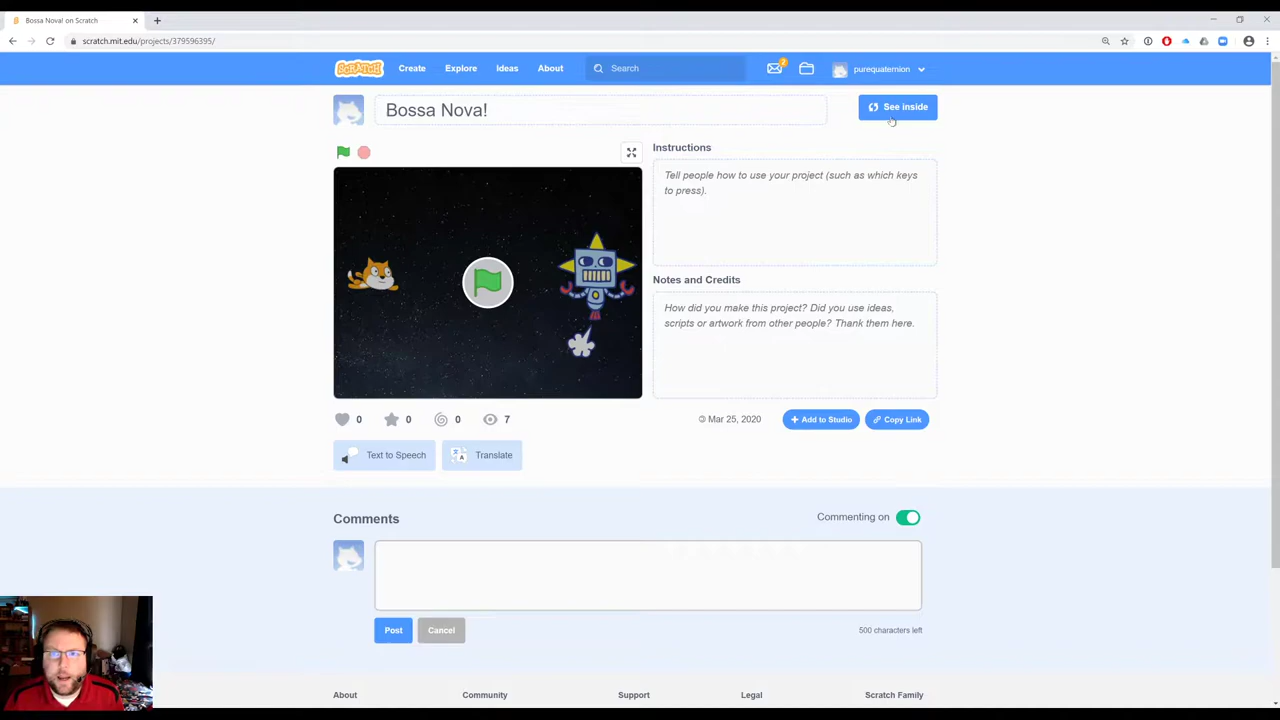 Bossa Nova! on Scratch
scratch.mit.edu/projects/379596395/
SCRATCH
Create
Explore
Ideas
About
Search
2
purequaternion
Bossa Nova!
See inside
Instructions
Tell people how to use your project (such as which keys
to press).
Notes and Credits
How did you make this project? Did you use ideas,
scripts or artwork from other people? Thank them here.
0
0
0
7
Mar 25, 2020
Add to Studio
Copy Link
Text to Speech
Translate
Comments
Commenting on
Post
Cancel
500 characters left
About
Community
Support
Legal
Scratch Family